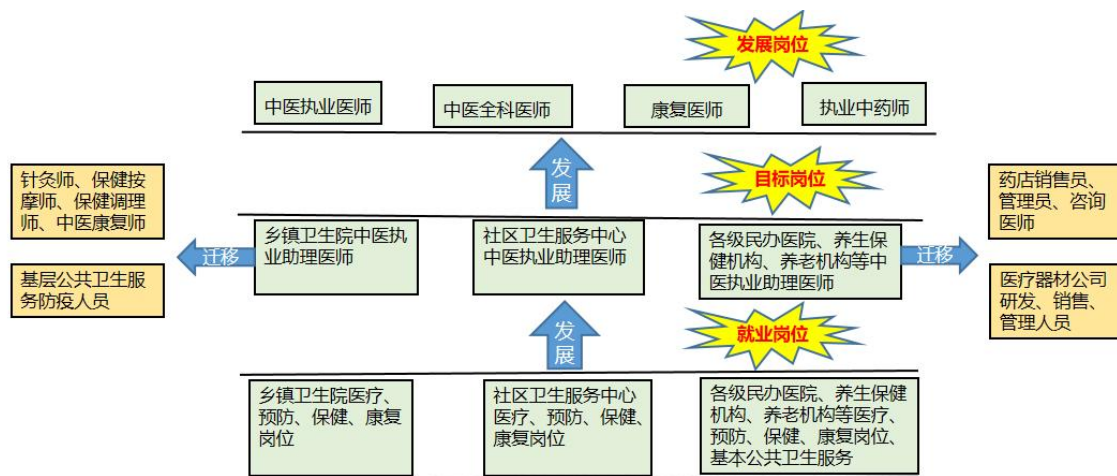 发展岗位
中医执业医师
中医全科医师
康复医师
执业中药师
发展
目标岗位
针灸师、保健按
摩师、保健调理
师、中医康复师
基层公共卫生服
务防疫人员
迁移
乡镇卫生院中医执
业助理医师
社区卫生服务中心
中医执业助理医师
各级民办医院、养生保
健机构、养老机构等中
医执业助理医师
迁移
药店销售员、
管理员、咨询
医师
医疗器材公司
研发、销售、
管理人员
发展
就业岗位
乡镇卫生院医疗、
预防、保健、康复
岗位
社区卫生服务中心
医疗、预防、保健、
康复岗位
各级民办医院、养生保健
机构、养老机构等医疗、
预防、保健、康复岗位、
基本公共卫生服务